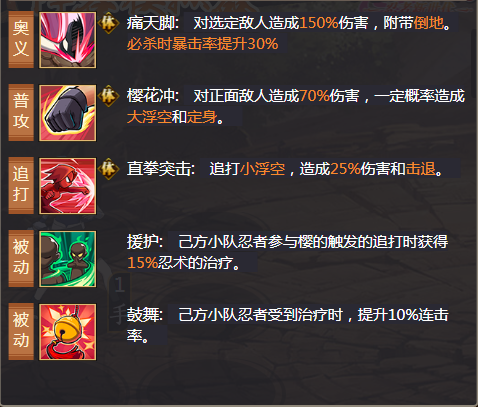 奥义
体
痛天脚: 对选定敌人造成150%伤害，附带倒地。
必杀时暴击率提升30%
普攻
体
樱花冲: 对正面敌人造成70%伤害，一定概率造成
大浮空和定身。
追打
体
直拳突击: 追打小浮空，造成25%伤害和击退。
被动
援护: 己方小队忍者参与樱的触发的追打时获得
15%忍术的治疗。
被动
鼓舞: 己方小队忍者受到治疗时，提升10%连击
率。